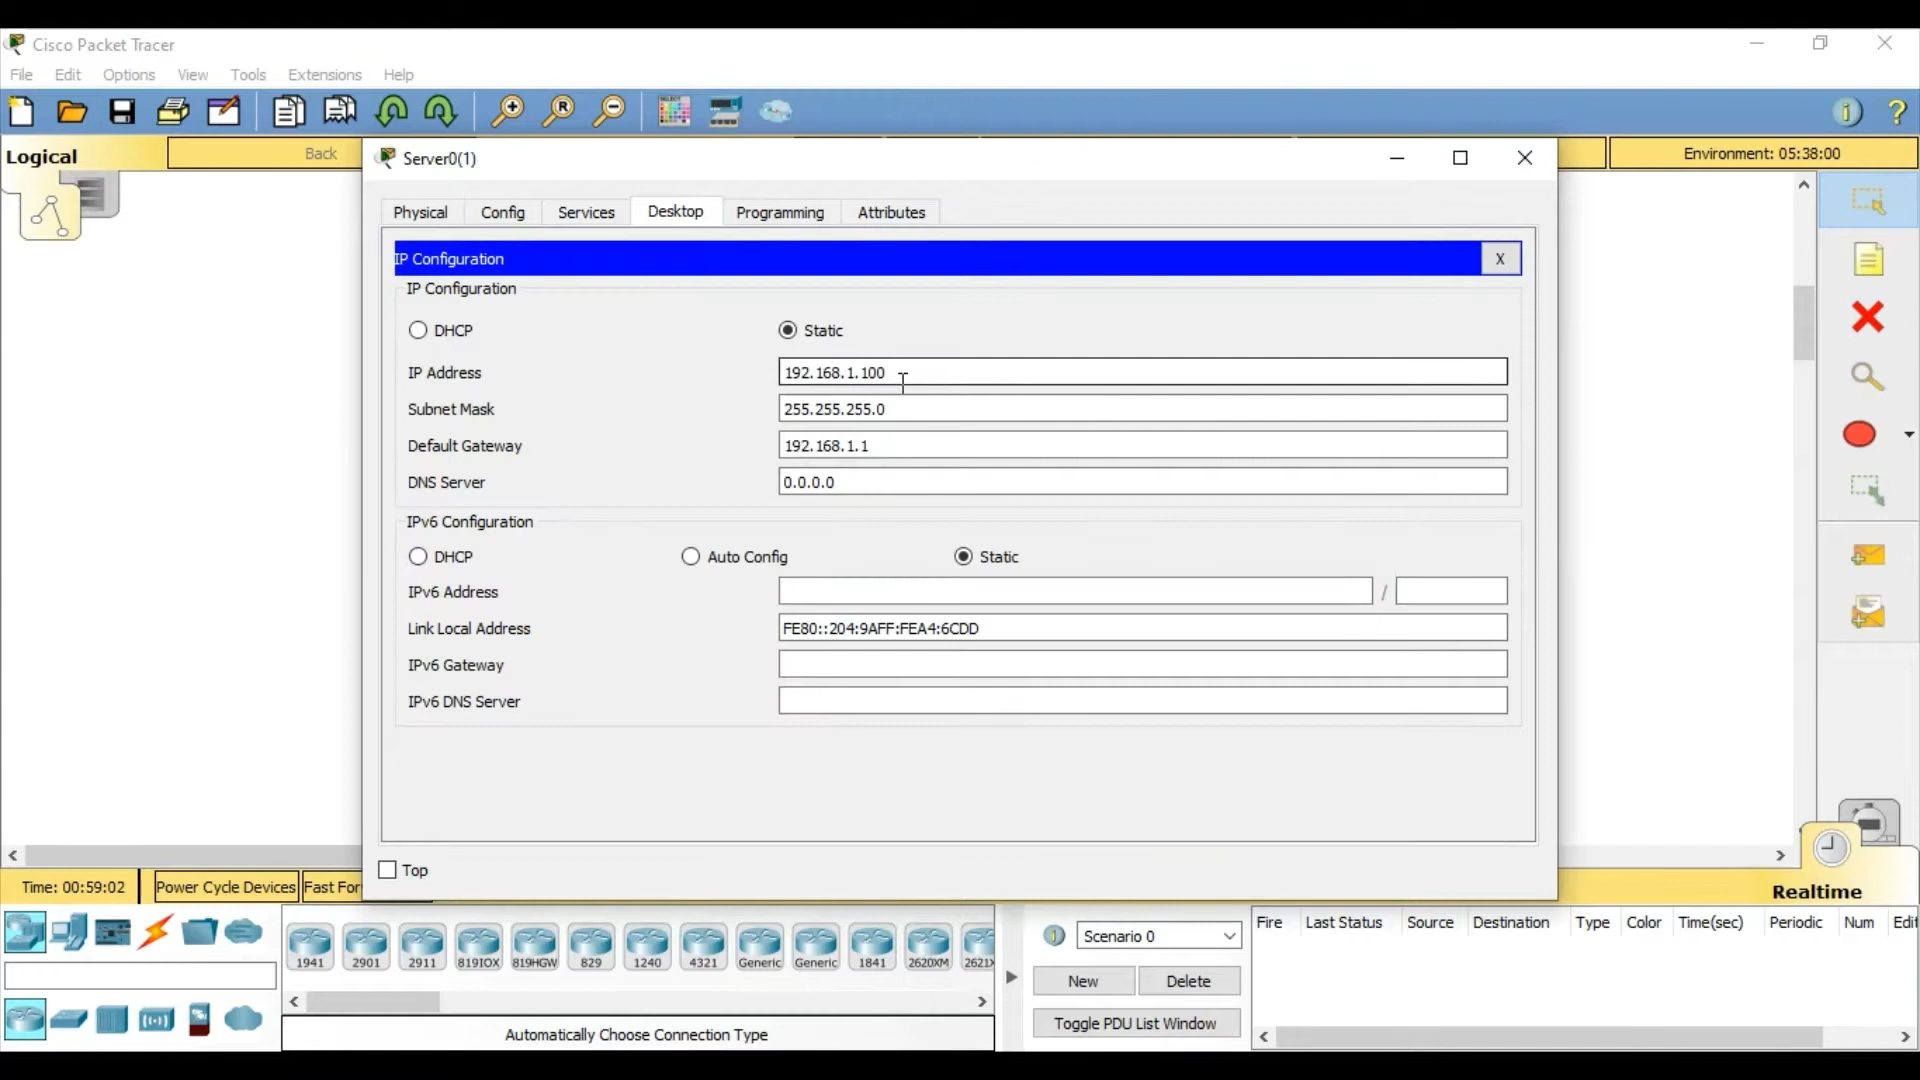 Cisco Packet Tracer
File Edit Options View Tools Extensions Help
Logical
Back
Environment: 05:38:00
Server0(1)
Physical Config Services Desktop Programming Attributes
IP Configuration
X
IP Configuration
DHCP Static
IP Address 192.168.1.100
Subnet Mask 255.255.255.0
Default Gateway 192.168.1.1
DNS Server 0.0.0.0
IPv6 Configuration
DHCP Auto Config Static
IPv6 Address /
Link Local Address FE80::204:9AFF:FEA4:6CDD
IPv6 Gateway
IPv6 DNS Server
Top
Time: 00:59:02 Power Cycle Devices Fast For
Realtime
1941 2901 2911 819IOX 819HGW 829 1240 4321 Generic Generic 1841 2620XM 2621X
Automatically Choose Connection Type
Scenario 0
New Delete
Toggle PDU List Window
Fire Last Status Source Destination Type Color Time(sec) Periodic Num Edit